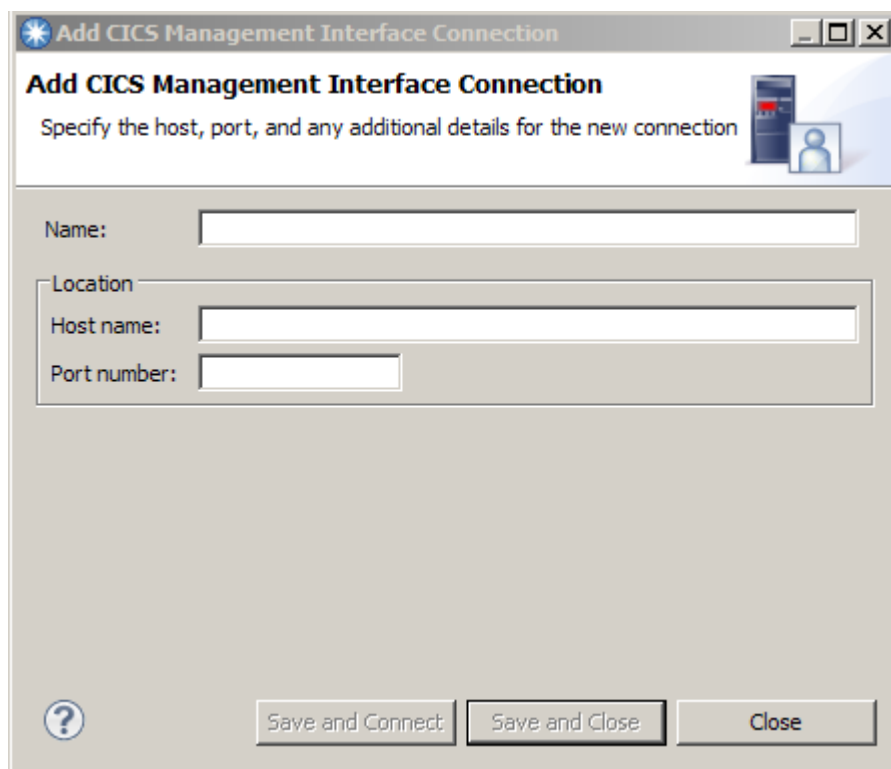 Add CICS Management Interface Connection
Add CICS Management Interface Connection
Specify the host, port, and any additional details for the new connection
Name:
Location
Host name:
Port number:
?
Save and Connect
Save and Close
Close